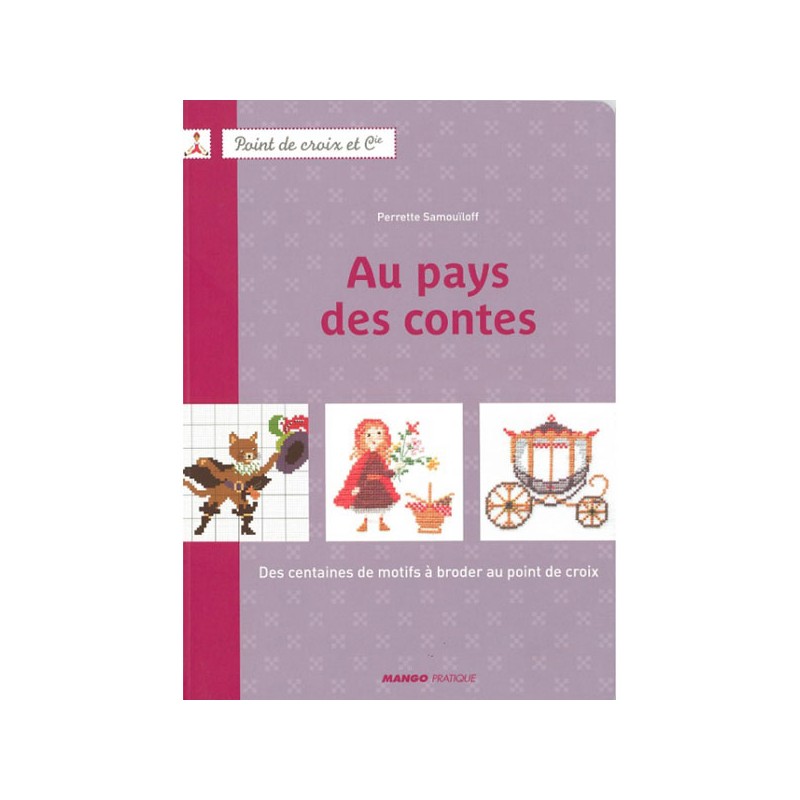 Point de croix et Cie
Perrette Samouïloff
Au pays
des contes
Des centaines de motifs à broder au point de croix
MANGO PRATIQUE